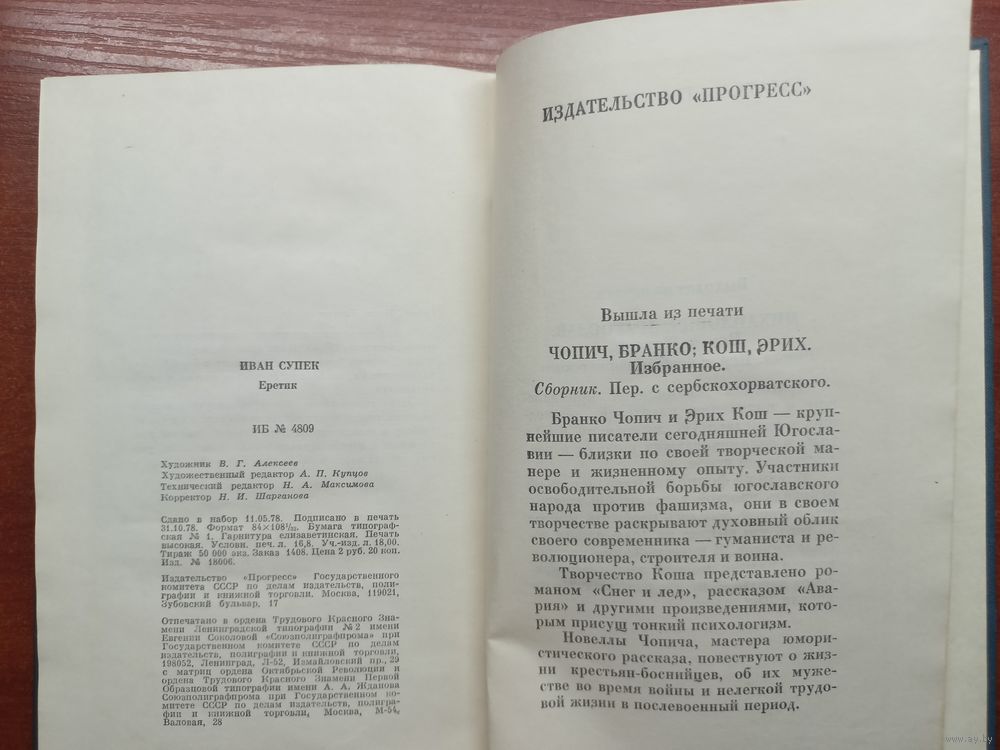 ИВАН СУПЕК
Еретик
ИБ № 4809
Художник В. Г. Алексеев
Художественный редактор А. П. Купцов
Технический редактор Н. А. Максимова
Корректор Н. И. Шарганова
Сдано в набор 11.05.78. Подписано в печать
31.10.78. Формат 84×108¹/₃₂. Бумага типограф-
ская № 1. Гарнитура елизаветинская. Печать
высокая. Условн. печ. л. 16,8. Уч.-изд. л. 18,00.
Тираж 50 000 экз. Заказ 1408. Цена 2 руб. 20 коп.
Изд. № 18006.
Издательство «Прогресс» Государственного
комитета СССР по делам издательств, поли-
графии и книжной торговли. Москва, 119021,
Зубовский бульвар, 17
Отпечатано в ордена Трудового Красного Зна-
мени Ленинградской типографии № 2 имени
Евгении Соколовой «Союзполиграфпрома» при
Государственном комитете СССР по делам
издательств, полиграфии и книжной торговли,
198052, Ленинград, Л-52, Измайловский пр., 29
с матриц ордена Октябрьской Революции и
ордена Трудового Красного Знамени Первой
Образцовой типографии имени А. А. Жданова
Союзполиграфпрома при Государственном ко-
митете СССР по делам издательств, полигра-
фии и книжной торговли, Москва, М-54,
Валовая, 28
ИЗДАТЕЛЬСТВО «ПРОГРЕСС»
Вышла из печати
ЧОПИЧ, БРАНКО; КОШ, ЭРИХ.
Избранное.
Сборник. Пер. с сербскохорватского.
Бранко Чопич и Эрих Кош — круп-
нейшие писатели сегодняшней Югосла-
вии — близки по своей творческой ма-
нере и жизненному опыту. Участники
освободительной борьбы югославского
народа против фашизма, они в своем
творчестве раскрывают духовный облик
своего современника — гуманиста и ре-
волюционера, строителя и воина.
Творчество Коша представлено ро-
маном «Снег и лед», рассказом «Ава-
рия» и другими произведениями, кото-
рым присущ тонкий психологизм.
Новеллы Чопича, мастера юмори-
стического рассказа, повествуют о жиз-
ни крестьян-боснийцев, об их муже-
стве во время войны и нелегкой трудо-
вой жизни в послевоенный период.
www.ay.by